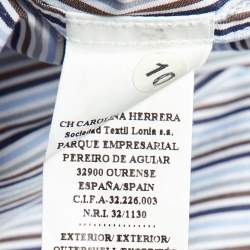 10
CH CAROLINA HERRERA
Sociedad Textil Lonia s.a.
PARQUE EMPRESARIAL
PEREIRO DE AGUIAR
32900 OURENSE
ESPAÑA/SPAIN
C.I.F.A-32.226.003
N.R.I. 32/1130
EXTERIOR/EXTERIOR/